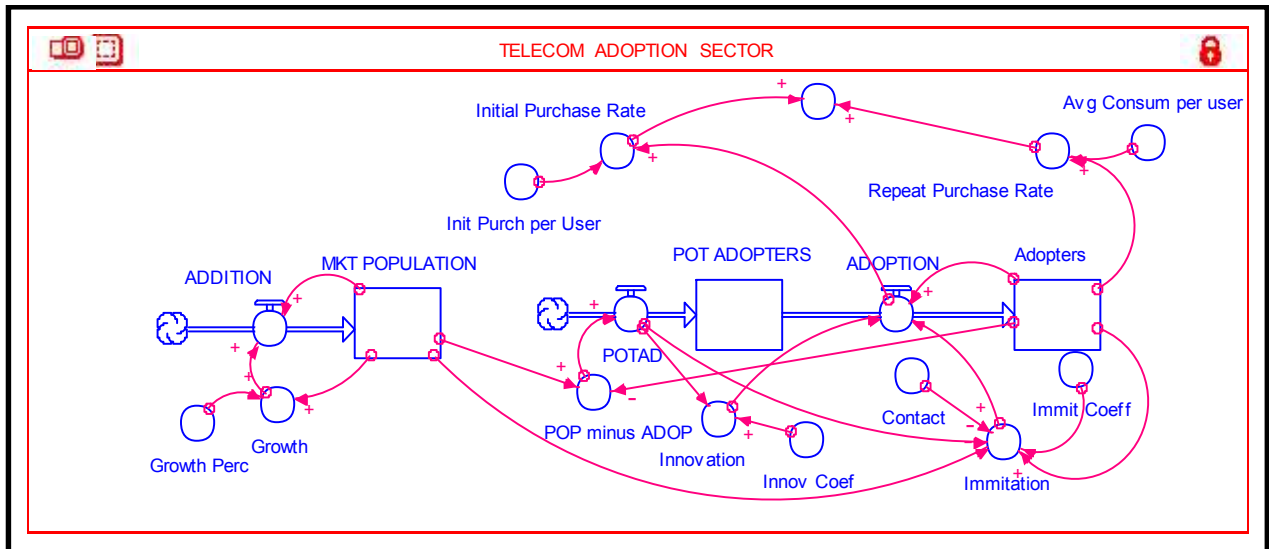 TELECOM ADOPTION SECTOR
Initial Purchase Rate
Avg Consum per user
Init Purch per User
Repeat Purchase Rate
ADDITION
MKT POPULATION
POT ADOPTERS
ADOPTION
Adopters
POTAD
POP minus ADOP
Growth Perc
Growth
Innovation
Innov Coef
Contact
Immit Coeff
Immitation